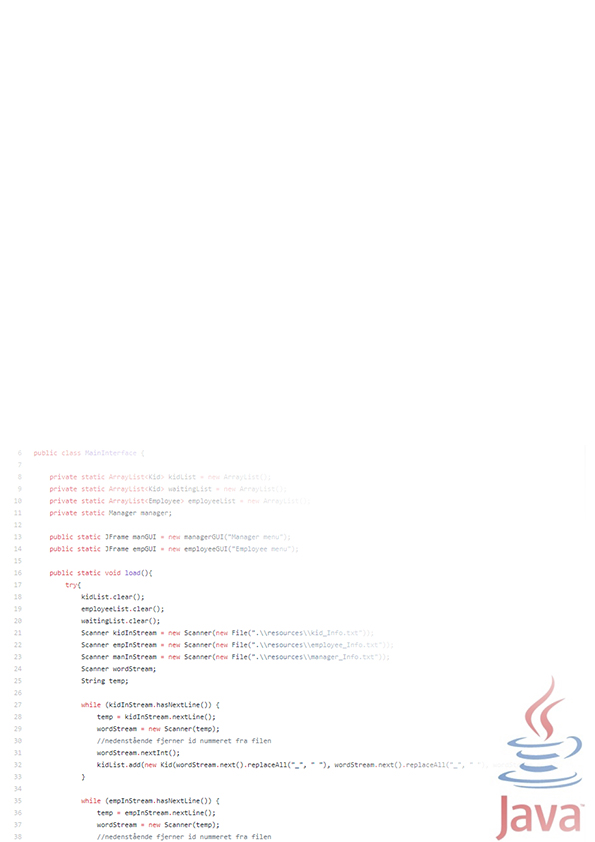 6 public class MainInterface {
7
8 private static ArrayList<Kid> kidList = new ArrayList();
9 private static ArrayList<Kid> waitingList = new ArrayList();
10 private static ArrayList<Employee> employeeList = new ArrayList();
11 private static Manager manager;
12
13 public static JFrame manGUI = new managerGUI("Manager menu");
14 public static JFrame empGUI = new employeeGUI("Employee menu");
15
16 public static void load(){
17 try{
18 kidList.clear();
19 employeeList.clear();
20 waitingList.clear();
21 Scanner kidInStream = new Scanner(new File(".\\resources\\kid_Info.txt"));
22 Scanner empInStream = new Scanner(new File(".\\resources\\employee_Info.txt"));
23 Scanner manInStream = new Scanner(new File(".\\resources\\manager_Info.txt"));
24 Scanner wordStream;
25 String temp;
26
27 while (kidInStream.hasNextLine()) {
28 temp = kidInStream.nextLine();
29 wordStream = new Scanner(temp);
30 //nedenstående fjerner id nummeret fra filen
31 wordStream.nextInt();
32 kidList.add(new Kid(wordStream.next().replaceAll("_", " "), wordStream.next().replaceAll("_", " "),
33 }
34
35 while (empInStream.hasNextLine()) {
36 temp = empInStream.nextLine();
37 wordStream = new Scanner(temp);
38 //nedenstående fjerner id nummeret fra filen
Java™